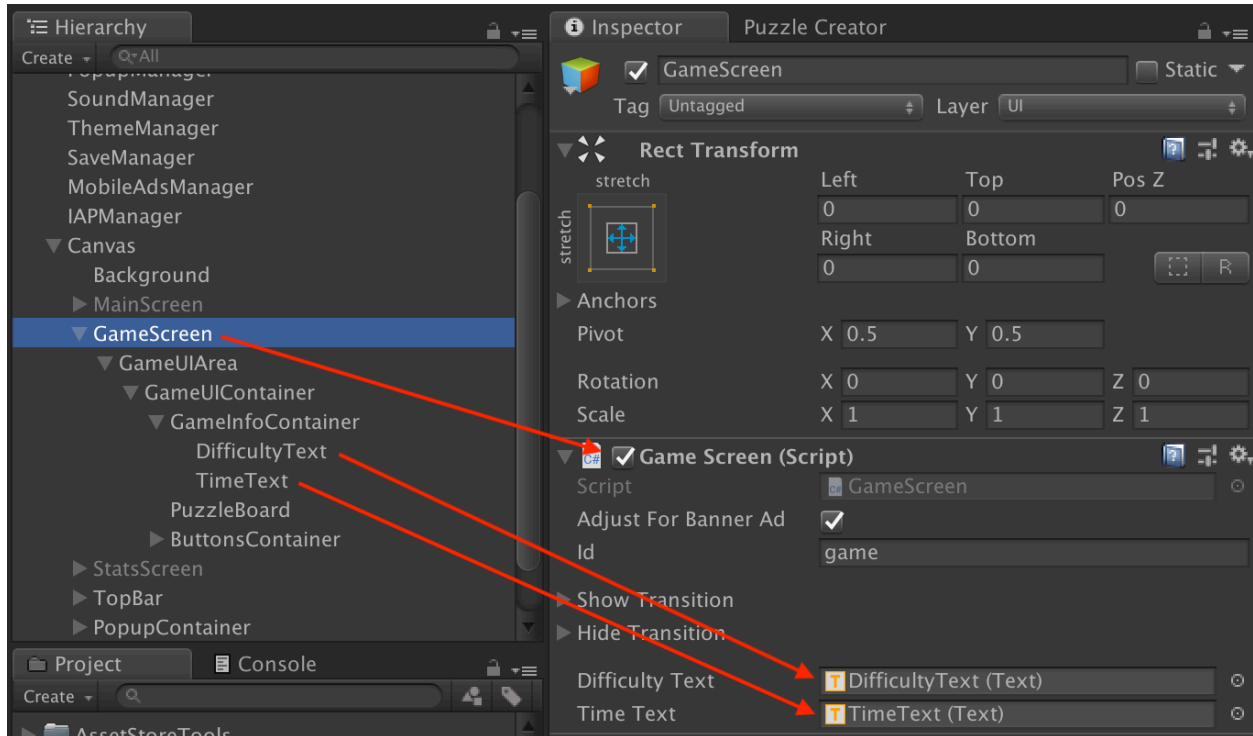 Hierarchy
Create All
PopupManager
SoundManager
ThemeManager
SaveManager
MobileAdsManager
IAPManager
Canvas
Background
MainScreen
GameScreen
GameUIArea
GameUIContainer
GameInfoContainer
DifficultyText
TimeText
PuzzleBoard
ButtonsContainer
StatsScreen
TopBar
PopupContainer
Project Console
Create
AssetStoreTools
Inspector Puzzle Creator
GameScreen Static
Tag Untagged Layer UI
Rect Transform
stretch Left Top Pos Z
stretch
0 0 0
Right Bottom
0 0 R
Anchors
Pivot X 0.5 Y 0.5
Rotation X 0 Y 0 Z 0
Scale X 1 Y 1 Z 1
C# Game Screen (Script)
Script GameScreen
Adjust For Banner Ad
Id game
Show Transition
Hide Transition
Difficulty Text T DifficultyText (Text)
Time Text T TimeText (Text)